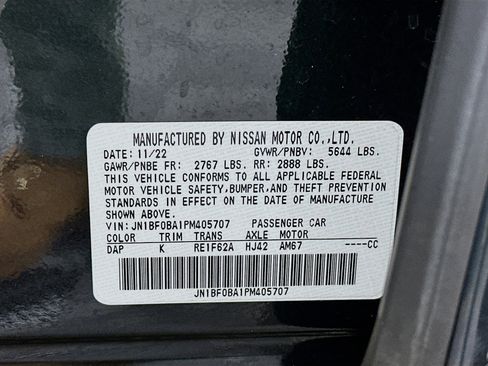 MANUFACTURED BY NISSAN MOTOR CO.,LTD.
DATE: 11/22 GVWR/PNBV: 5644 LBS.
GAWR/PNBE FR: 2767 LBS. RR: 2888 LBS.
THIS VEHICLE CONFORMS TO ALL APPLICABLE FEDERAL
MOTOR VEHICLE SAFETY,BUMPER,AND THEFT PREVENTION
STANDARDS IN EFFECT ON THE DATE OF MANUFACTURE
SHOWN ABOVE.
VIN: JN1BF0BA1PM405707 PASSENGER CAR
COLOR TRIM TRANS AXLE MOTOR
DAP K RE1F62A HJ42 AM67 ----CC
JN1BF0BA1PM405707